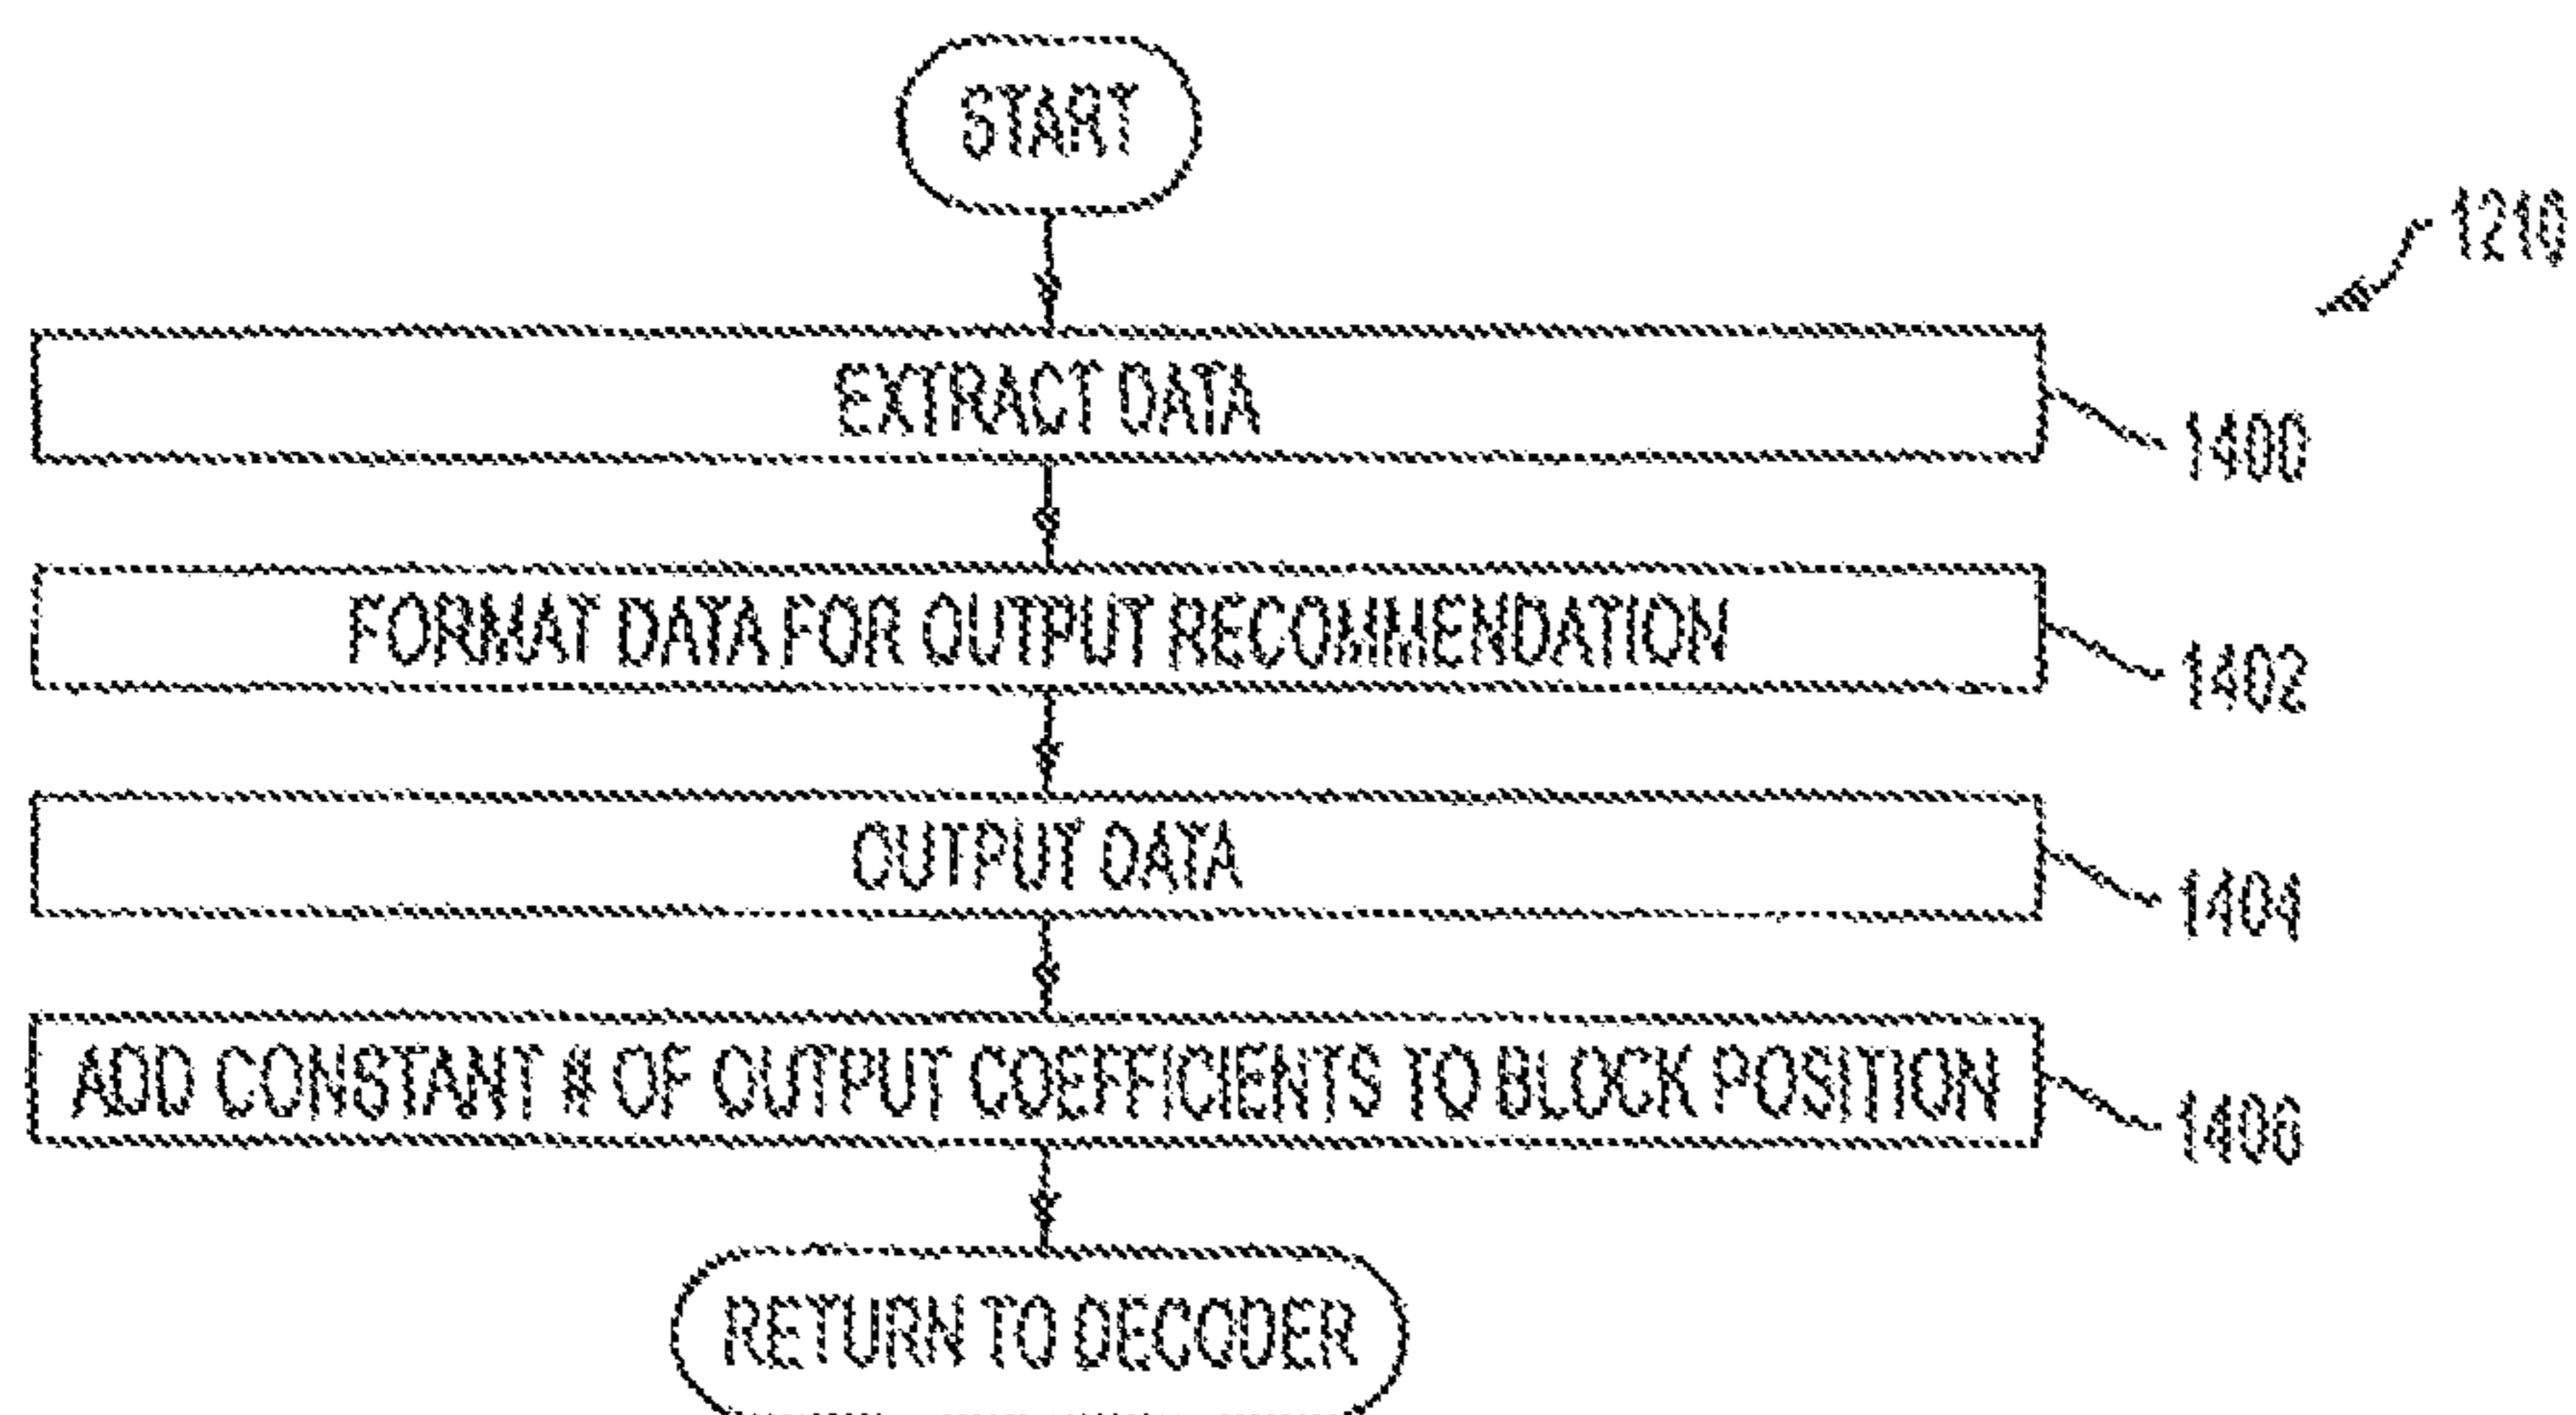 START
1210
EXTRACT DATA
1400
FORMAT DATA FOR OUTPUT RECOMMENDATION
1402
OUTPUT DATA
1404
ADD CONSTANT # OF OUTPUT COEFFICIENTS TO BLOCK POSITION
1406
RETURN TO DECODER